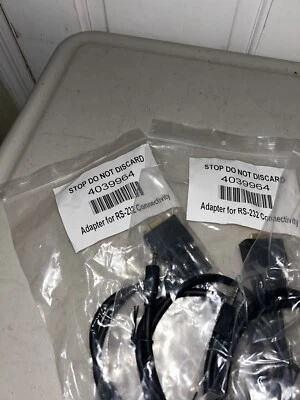 STOP DO NOT DISCARD
4039964
Adapter for RS-232 Connectivity
STOP DO NOT DISCARD
4039964
Adapter for RS-232 Connectivity